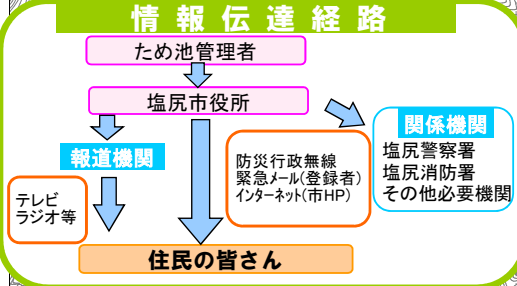 情報伝達経路
ため池管理者
塩尻市役所
報道機関
テレビ
ラジオ等
防災行政無線
緊急メール(登録者)
インターネット(市HP)
関係機関
塩尻警察署
塩尻消防署
その他必要機関
住民の皆さん